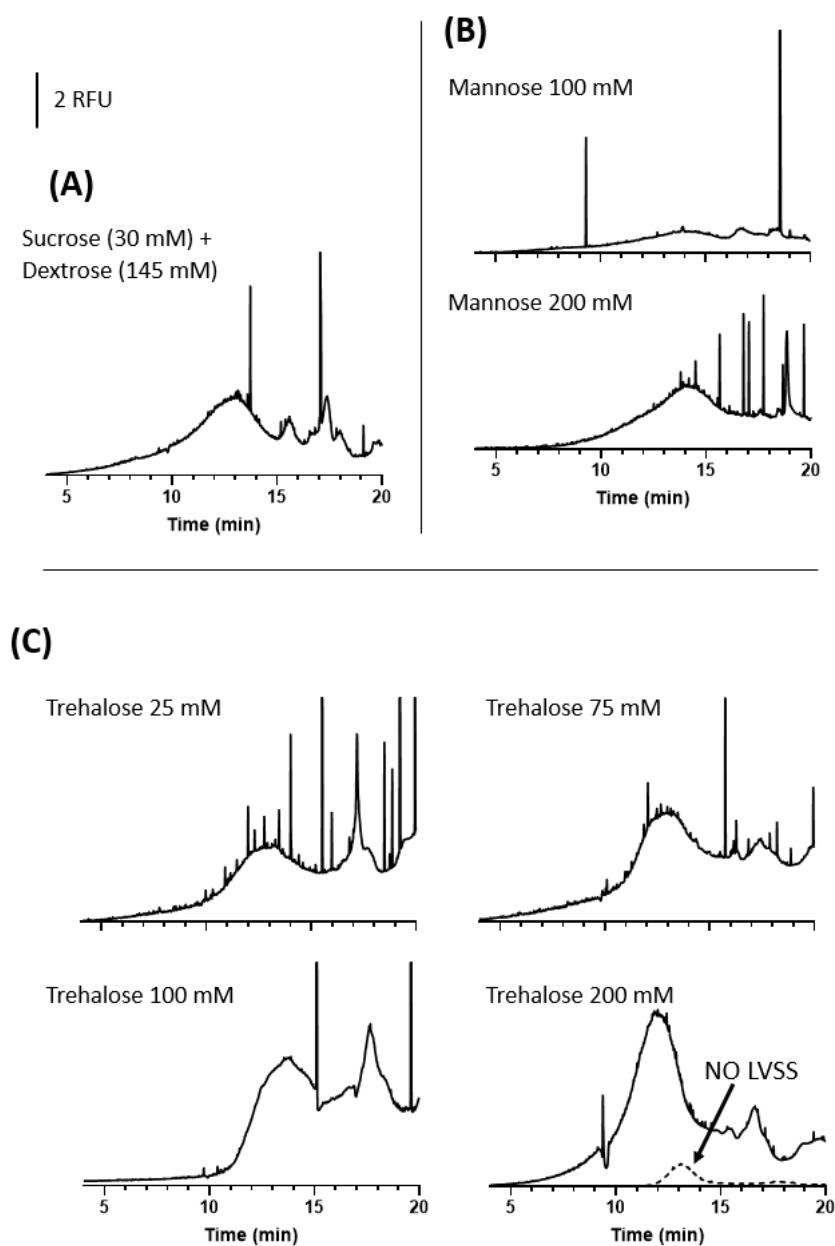 (B)
Mannose 100 mM
2 RFU
(A)
Sucrose (30 mM) +
Dextrose (145 mM)
Mannose 200 mM
5 10 15 20
Time (min)
5 10 15 20
Time (min)
(C)
Trehalose 25 mM
Trehalose 75 mM
Trehalose 100 mM
Trehalose 200 mM
NO LVSS
5 10 15 20
Time (min)
5 10 15 20
Time (min)